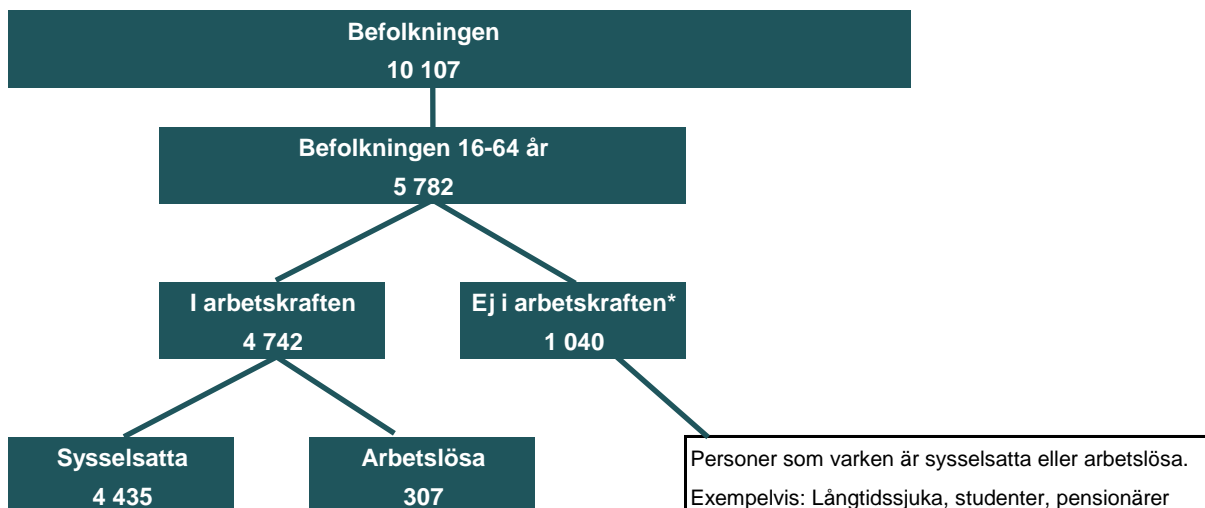 Befolkningen
10 107
Befolkningen 16-64 år
5 782
I arbetskraften
4 742
Ej i arbetskraften*
1 040
Sysselsatta
4 435
Arbetslösa
307
Personer som varken är sysselsatta eller arbetslösa.
Exempelvis: Långtidssjuka, studenter, pensionärer